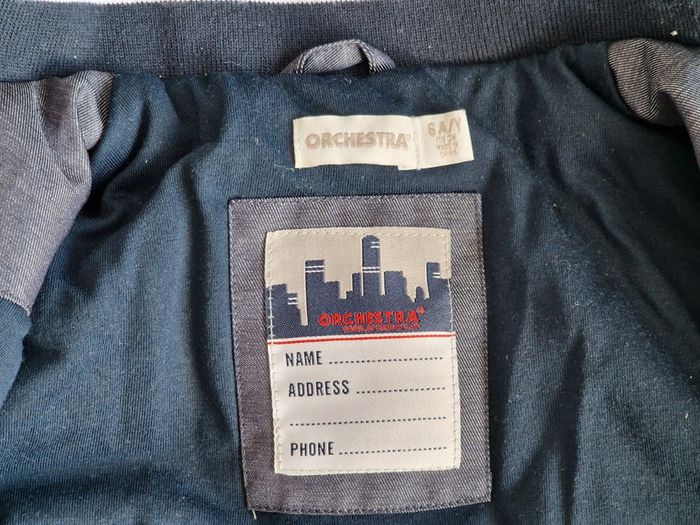 ORCHESTRA
6 A/Y
ORCHESTRA
NAME ....................
ADDRESS ...............
.............................
PHONE ..................